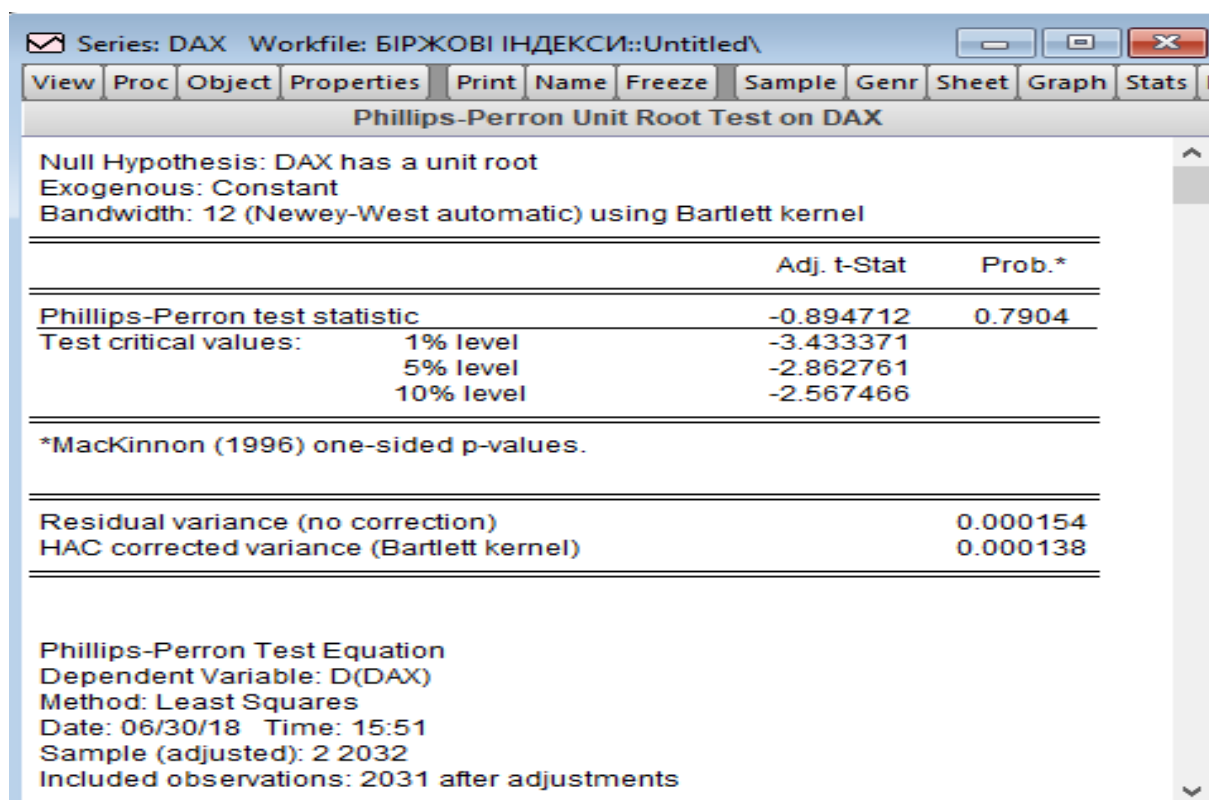 Series: DAX Workfile: БІРЖОВІ ІНДЕКСИ::Untitled\
View Proc Object Properties Print Name Freeze Sample Genr Sheet Graph Stats
Phillips-Perron Unit Root Test on DAX
Null Hypothesis: DAX has a unit root
Exogenous: Constant
Bandwidth: 12 (Newey-West automatic) using Bartlett kernel
Adj. t-Stat Prob.*
Phillips-Perron test statistic -0.894712 0.7904
Test critical values: 1% level -3.433371
5% level -2.862761
10% level -2.567466
*MacKinnon (1996) one-sided p-values.
Residual variance (no correction) 0.000154
HAC corrected variance (Bartlett kernel) 0.000138
Phillips-Perron Test Equation
Dependent Variable: D(DAX)
Method: Least Squares
Date: 06/30/18 Time: 15:51
Sample (adjusted): 2 2032
Included observations: 2031 after adjustments